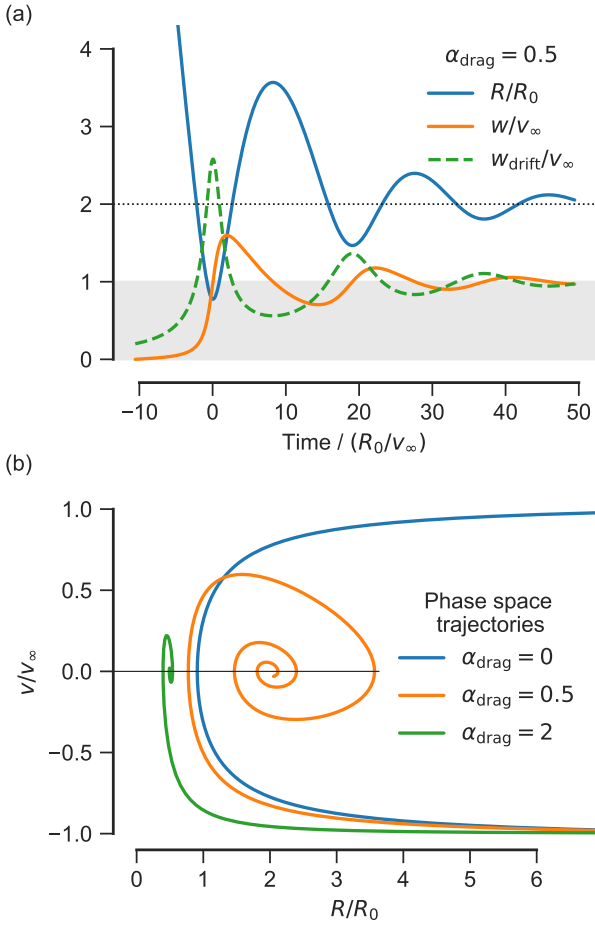 (a)
α_drag = 0.5
R/R₀
w/v∞
w_drift/v∞
4
3
2
1
0
−10 0 10 20 30 40 50
Time / (R₀/v∞)
(b)
1.0
0.5
0.0
−0.5
−1.0
v/v∞
Phase space
trajectories
α_drag = 0
α_drag = 0.5
α_drag = 2
0 1 2 3 4 5 6
R/R₀